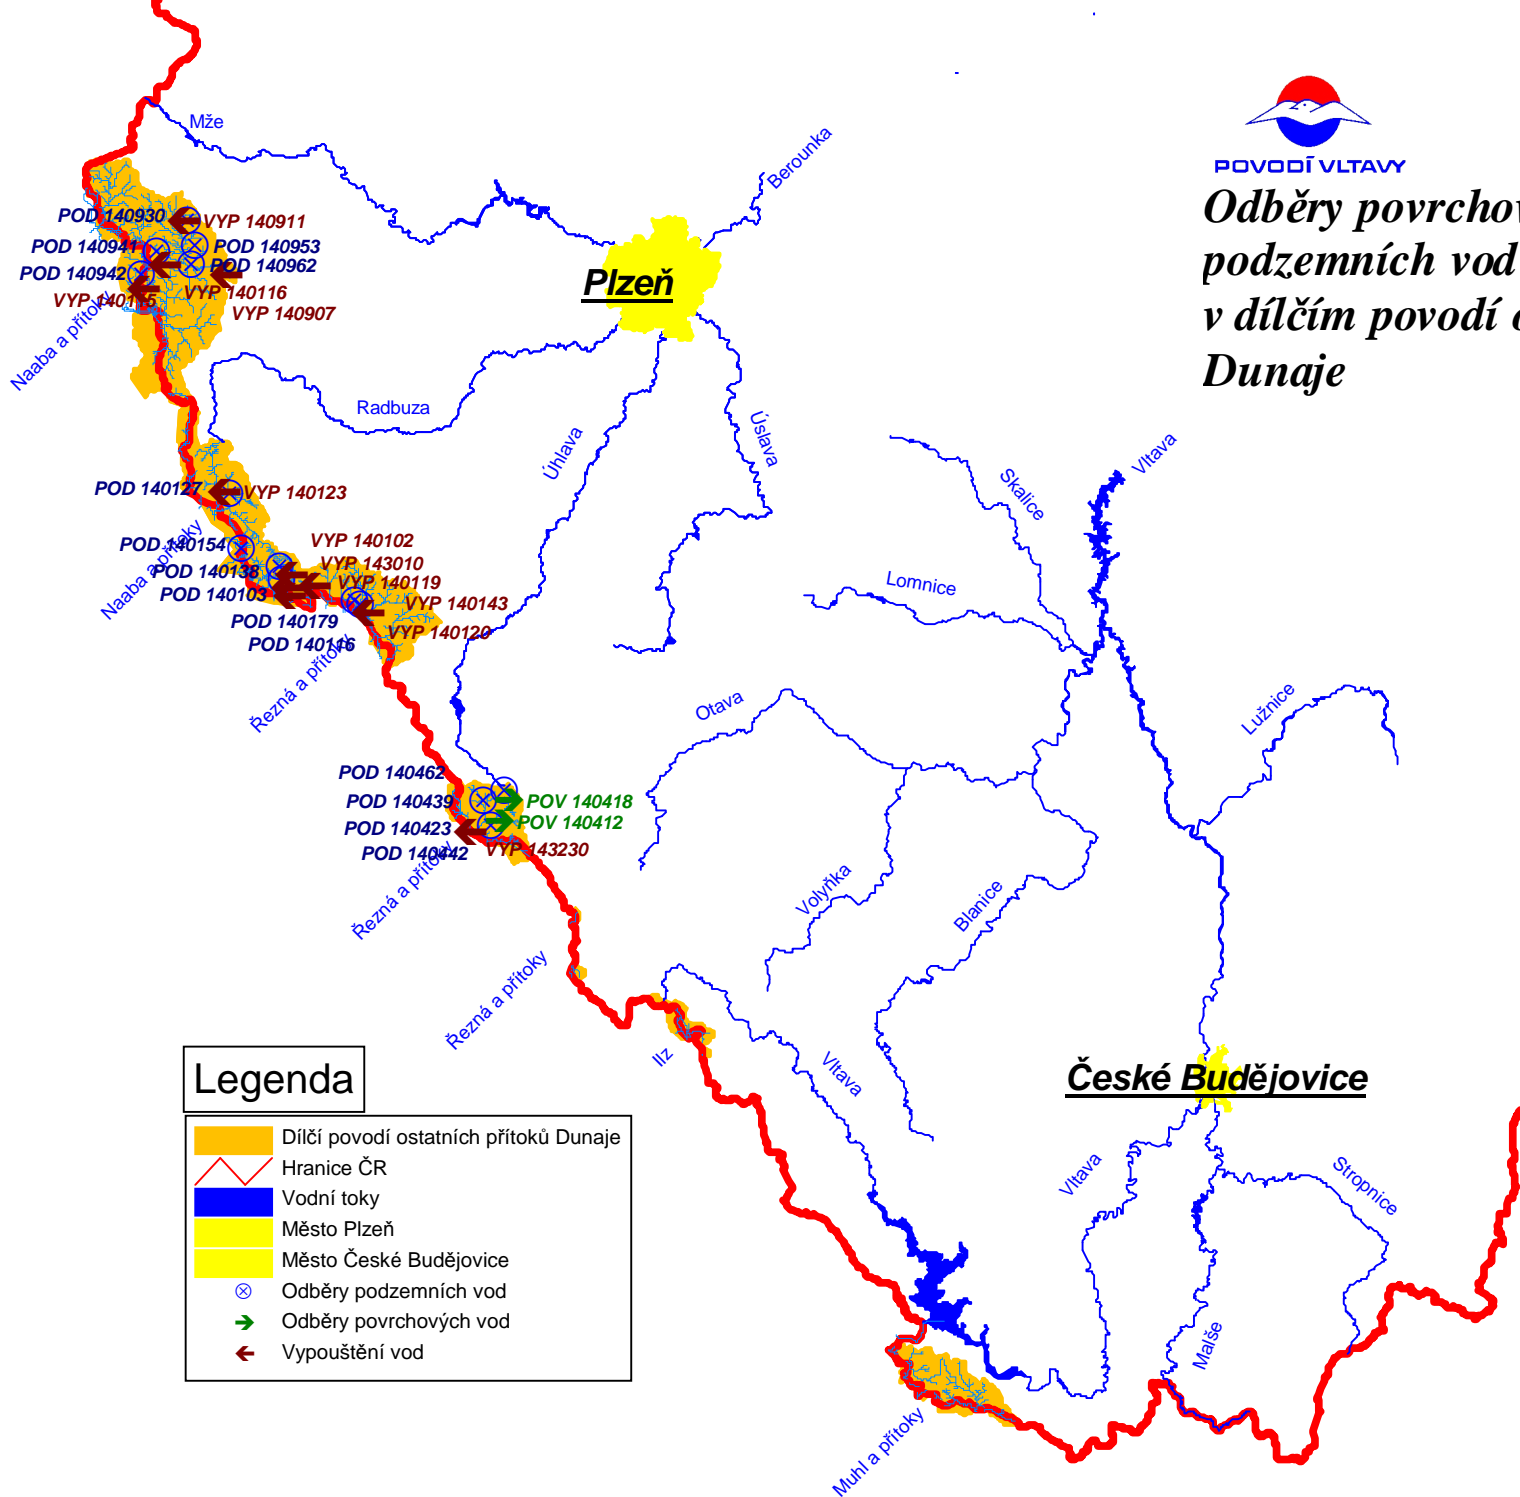 POVODÍ VLTAVY
Odběry povrchov
podzemních vod
v dílčím povodí o
Dunaje
Mže
Berounka
POD 140930
VYP 140911
POD 140941
POD 140953
POD 140942
POD 140962
VYP 140115
VYP 140116
VYP 140907
Naaba a přítoky
Plzeň
Radbuza
Úhlava
Úslava
Skalice
Vltava
POD 140127
VYP 140123
POD 140154
VYP 140102
POD 140138
VYP 143010
POD 140103
VYP 140119
VYP 140143
POD 140179
VYP 140120
POD 140116
Naaba a přítoky
Řezná a přítoky
Lomnice
Otava
Lužnice
POD 140462
POD 140439
POV 140418
POD 140423
POV 140412
POD 140442
VYP 143230
Řezná a přítoky
Volyňka
Blanice
Řezná a přítoky
Ilz
Vltava
České Budějovice
Vltava
Stropnice
Malše
Muhl a přítoky
Legenda
Dílčí povodí ostatních přítoků Dunaje
Hranice ČR
Vodní toky
Město Plzeň
Město České Budějovice
Odběry podzemních vod
Odběry povrchových vod
Vypouštění vod